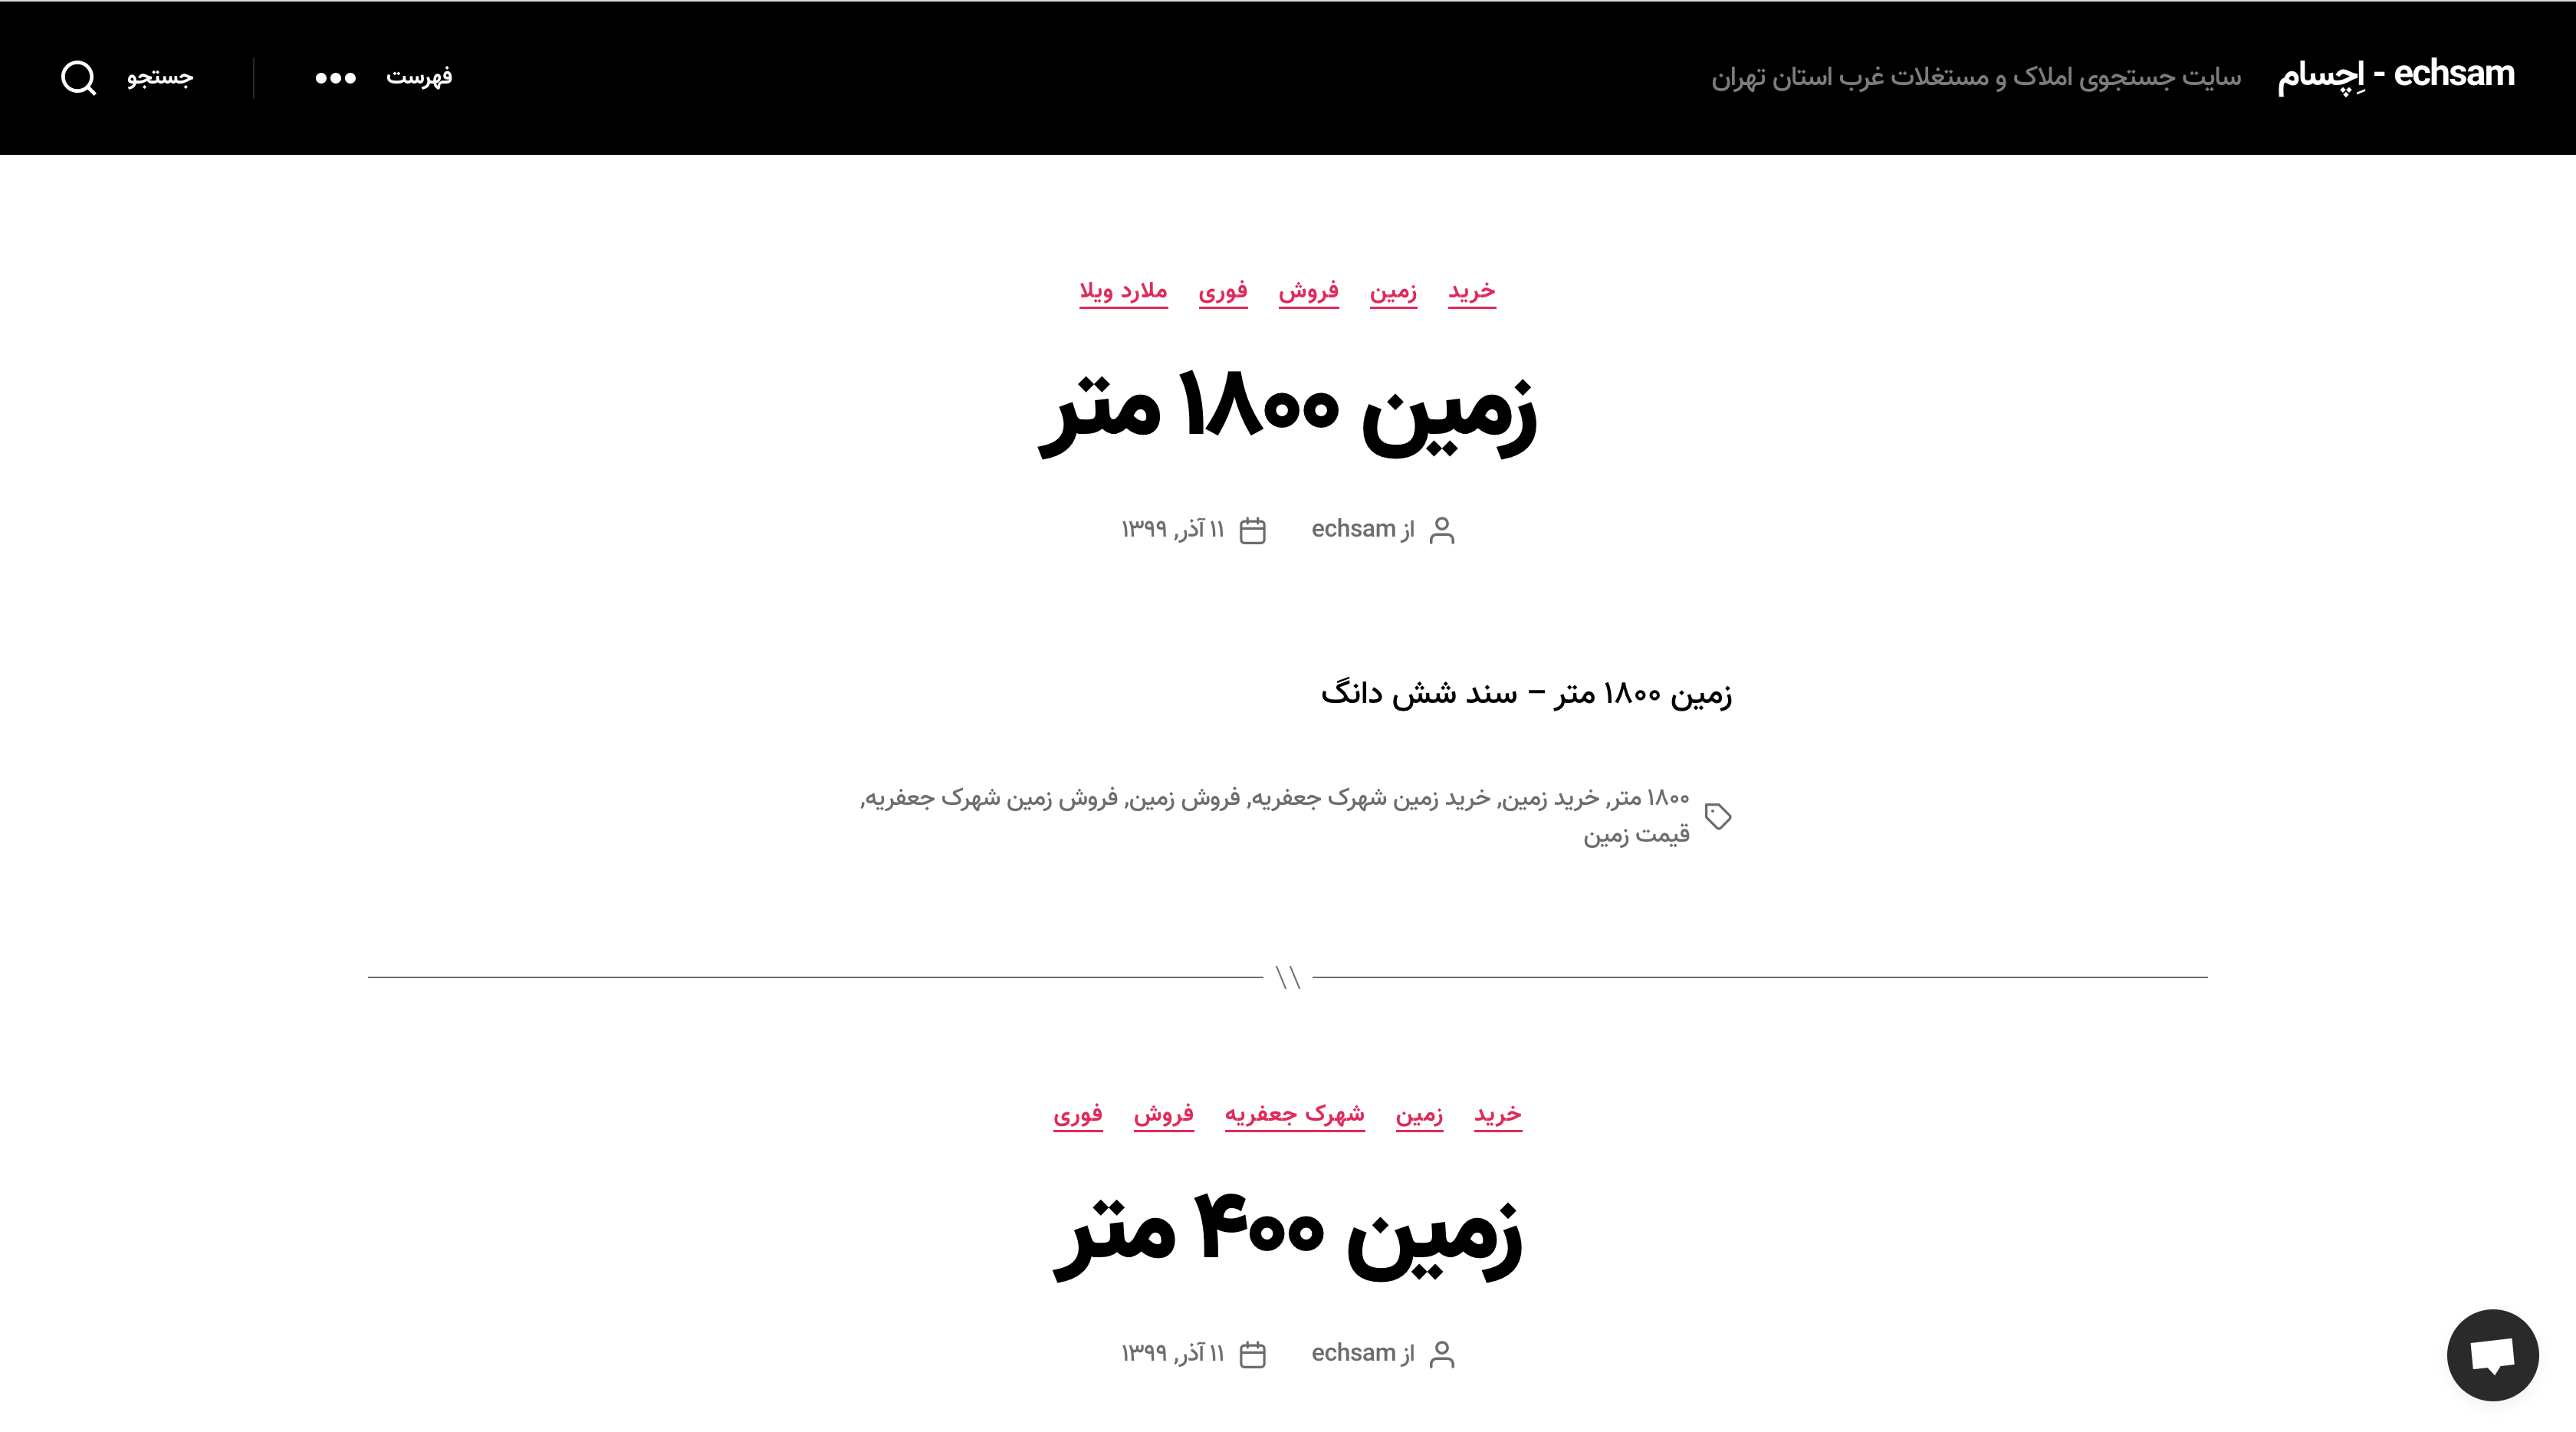 echsam - اِچسام
سایت جستجوی املاک و مستغلات غرب استان تهران
فهرست
جستجو
خرید زمین فروش فوری ملارد ویلا
زمین ۱۸۰۰ متر
از echsam
۱۱ آذر, ۱۳۹۹
زمین ۱۸۰۰ متر – سند شش دانگ
۱۸۰۰ متر, خرید زمین, خرید زمین شهرک جعفریه, فروش زمین, فروش زمین شهرک جعفریه,
قیمت زمین
خرید زمین شهرک جعفریه فروش فوری
زمین ۴۰۰ متر
از echsam
۱۱ آذر, ۱۳۹۹